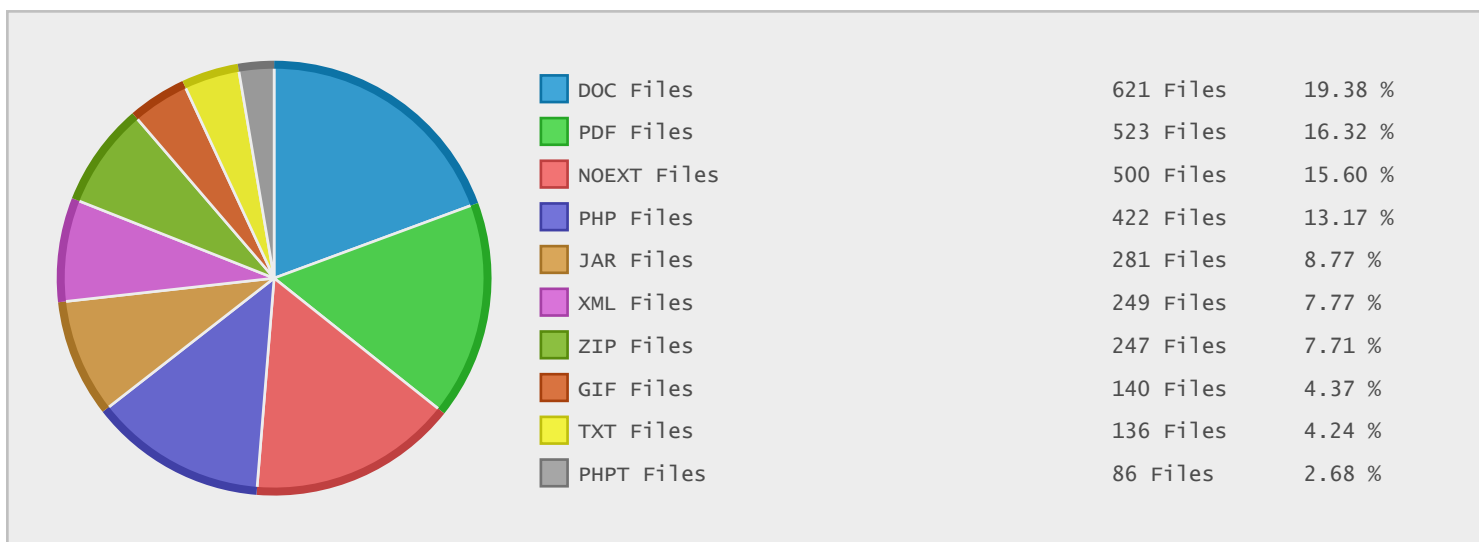 DOC Files 621 Files 19.38 %
PDF Files 523 Files 16.32 %
NOEXT Files 500 Files 15.60 %
PHP Files 422 Files 13.17 %
JAR Files 281 Files 8.77 %
XML Files 249 Files 7.77 %
ZIP Files 247 Files 7.71 %
GIF Files 140 Files 4.37 %
TXT Files 136 Files 4.24 %
PHPT Files 86 Files 2.68 %